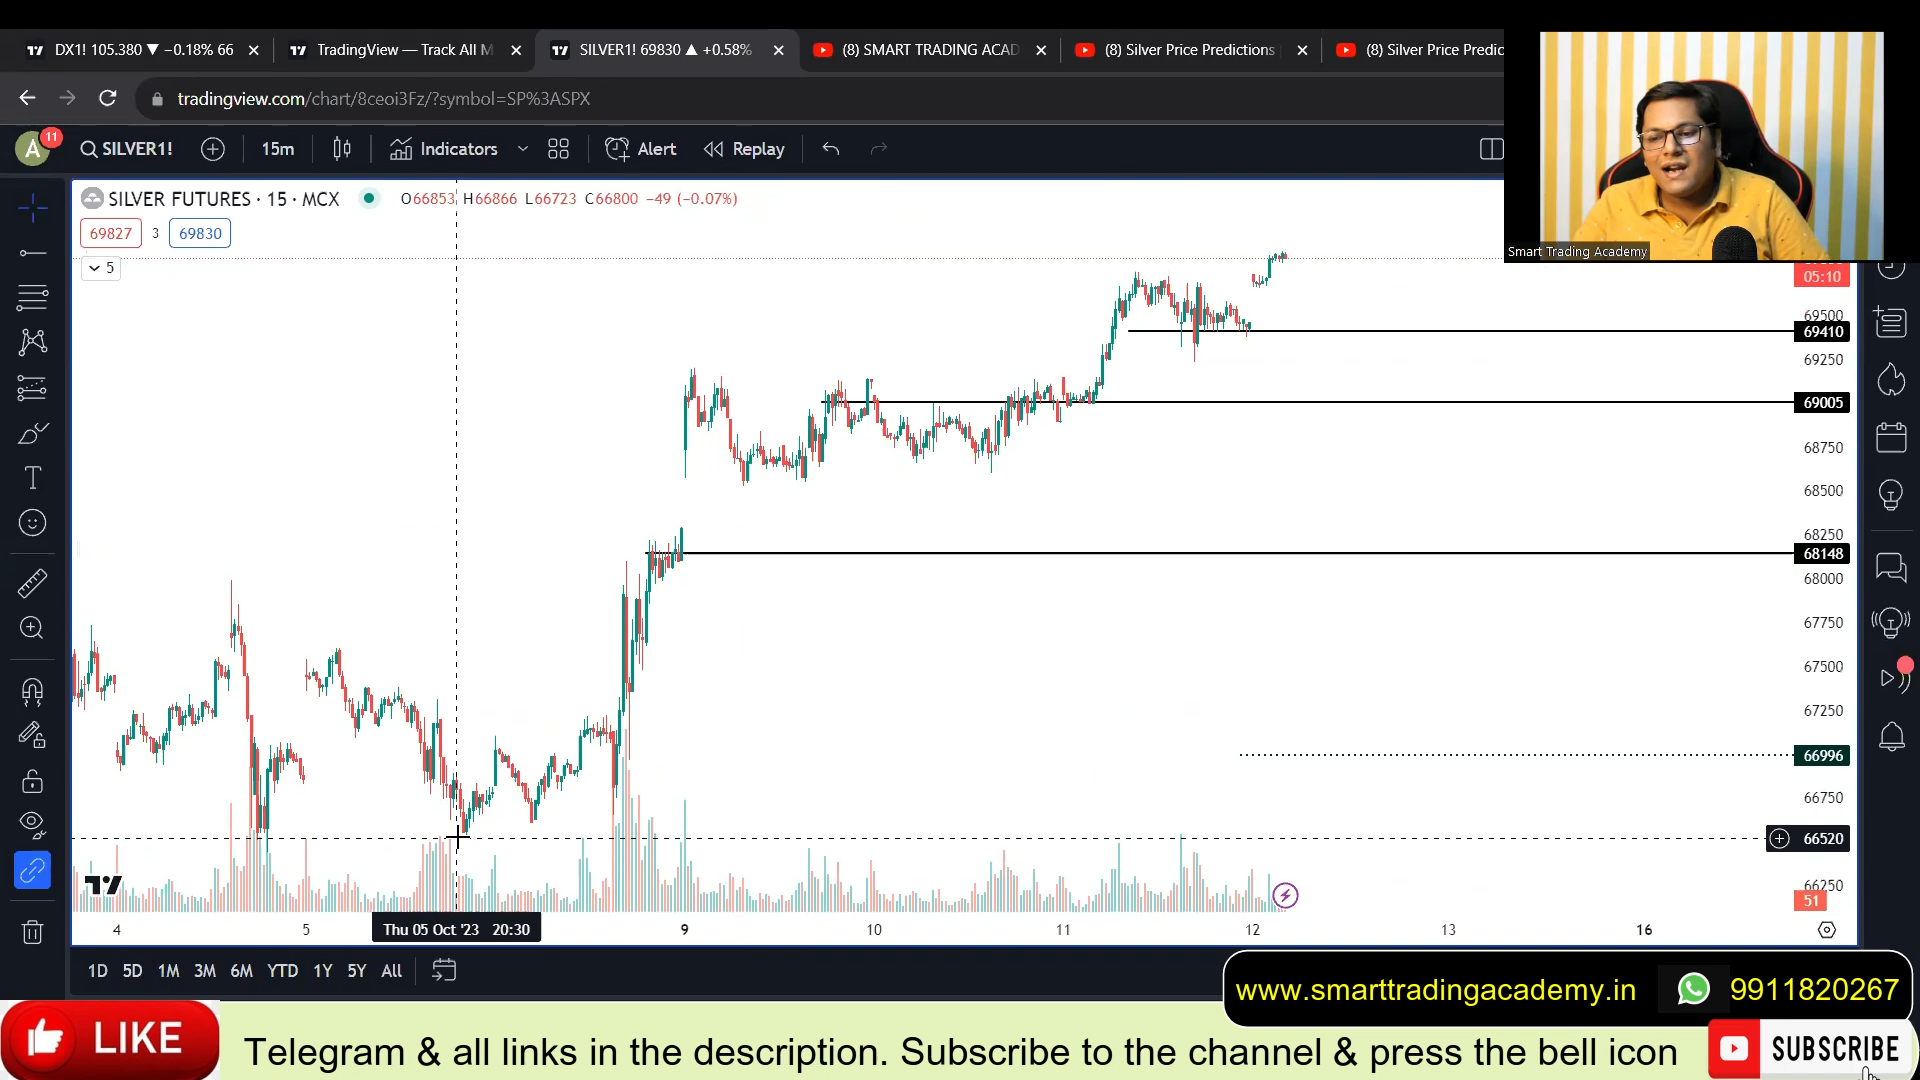 DX1! 105.380 ▼ −0.18% 66
TradingView — Track All M
SILVER1! 69830 ▲ +0.58%
(8) SMART TRADING ACAD
(8) Silver Price Predictions
(8) Silver Price Predic
tradingview.com/chart/8ceoi3Fz/?symbol=SP%3ASPX
A
11
SILVER1!
15m
Indicators
Alert
Replay
SILVER FUTURES · 15 · MCX
O66853 H66866 L66723 C66800 −49 (−0.07%)
69827
3
69830
5
Smart Trading Academy
05:10
69500
69410
69250
69005
68750
68500
68250
68148
68000
67750
67500
67250
66996
66750
66520
66250
51
4
5
Thu 05 Oct '23 20:30
9
10
11
12
13
16
1D 5D 1M 3M 6M YTD 1Y 5Y All
www.smarttradingacademy.in
9911820267
LIKE
Telegram & all links in the description. Subscribe to the channel & press the bell icon
SUBSCRIBE